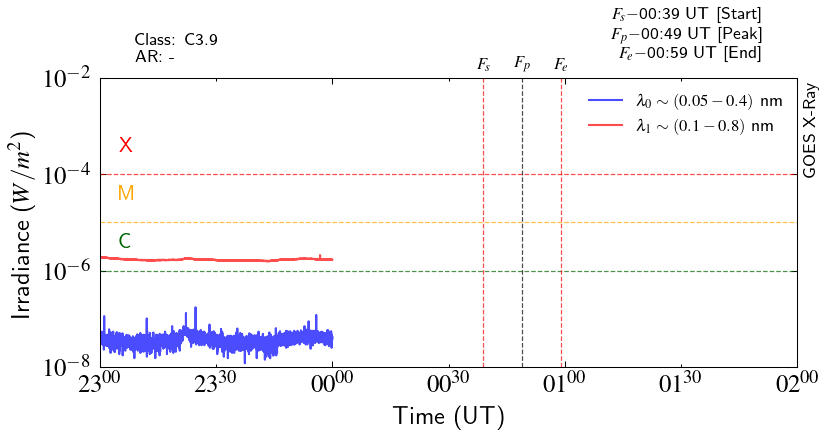 F_s−00:39 UT [Start]
Class: C3.9
F_p−00:49 UT [Peak]
AR: -
F_e−00:59 UT [End]
F_s F_p F_e
10^−2
λ_0 ∼ (0.05 − 0.4) nm
λ_1 ∼ (0.1 − 0.8) nm
GOES X-Ray
X
10^−4
M
Irradiance (W/m^2)
C
10^−6
10^−8
23^00 23^30 00^00 00^30 01^00 01^30 02^00
Time (UT)